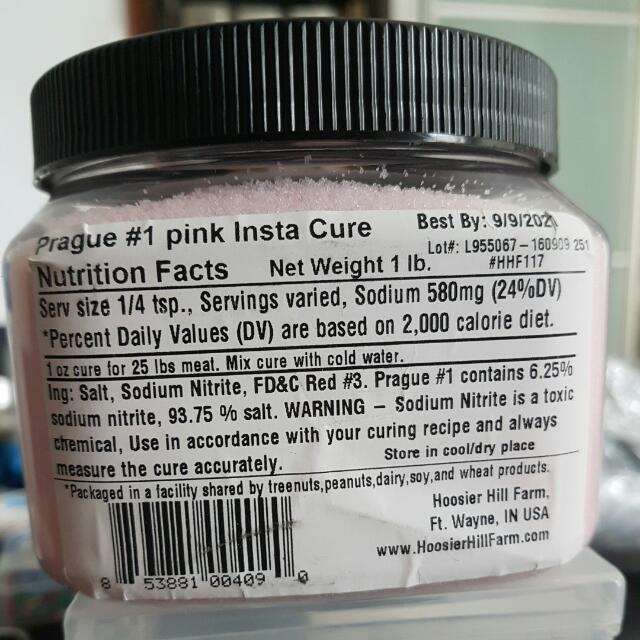 Prague #1 pink Insta Cure Best By: 9/9/2021
Lot#: L955067 – 160909 251
Nutrition Facts Net Weight 1 lb. #HHF117
Serv size 1/4 tsp., Servings varied, Sodium 580mg (24%DV)
*Percent Daily Values (DV) are based on 2,000 calorie diet.
1 oz cure for 25 lbs meat. Mix cure with cold water.
Ing: Salt, Sodium Nitrite, FD&C Red #3. Prague #1 contains 6.25%
sodium nitrite, 93.75 % salt. WARNING – Sodium Nitrite is a toxic
chemical, Use in accordance with your curing recipe and always
measure the cure accurately. Store in cool/dry place
*Packaged in a facility shared by treenuts,peanuts,dairy,soy,and wheat products.
Hoosier Hill Farm,
Ft. Wayne, IN USA
www.HoosierHillFarm.com
8 53881 00409 0